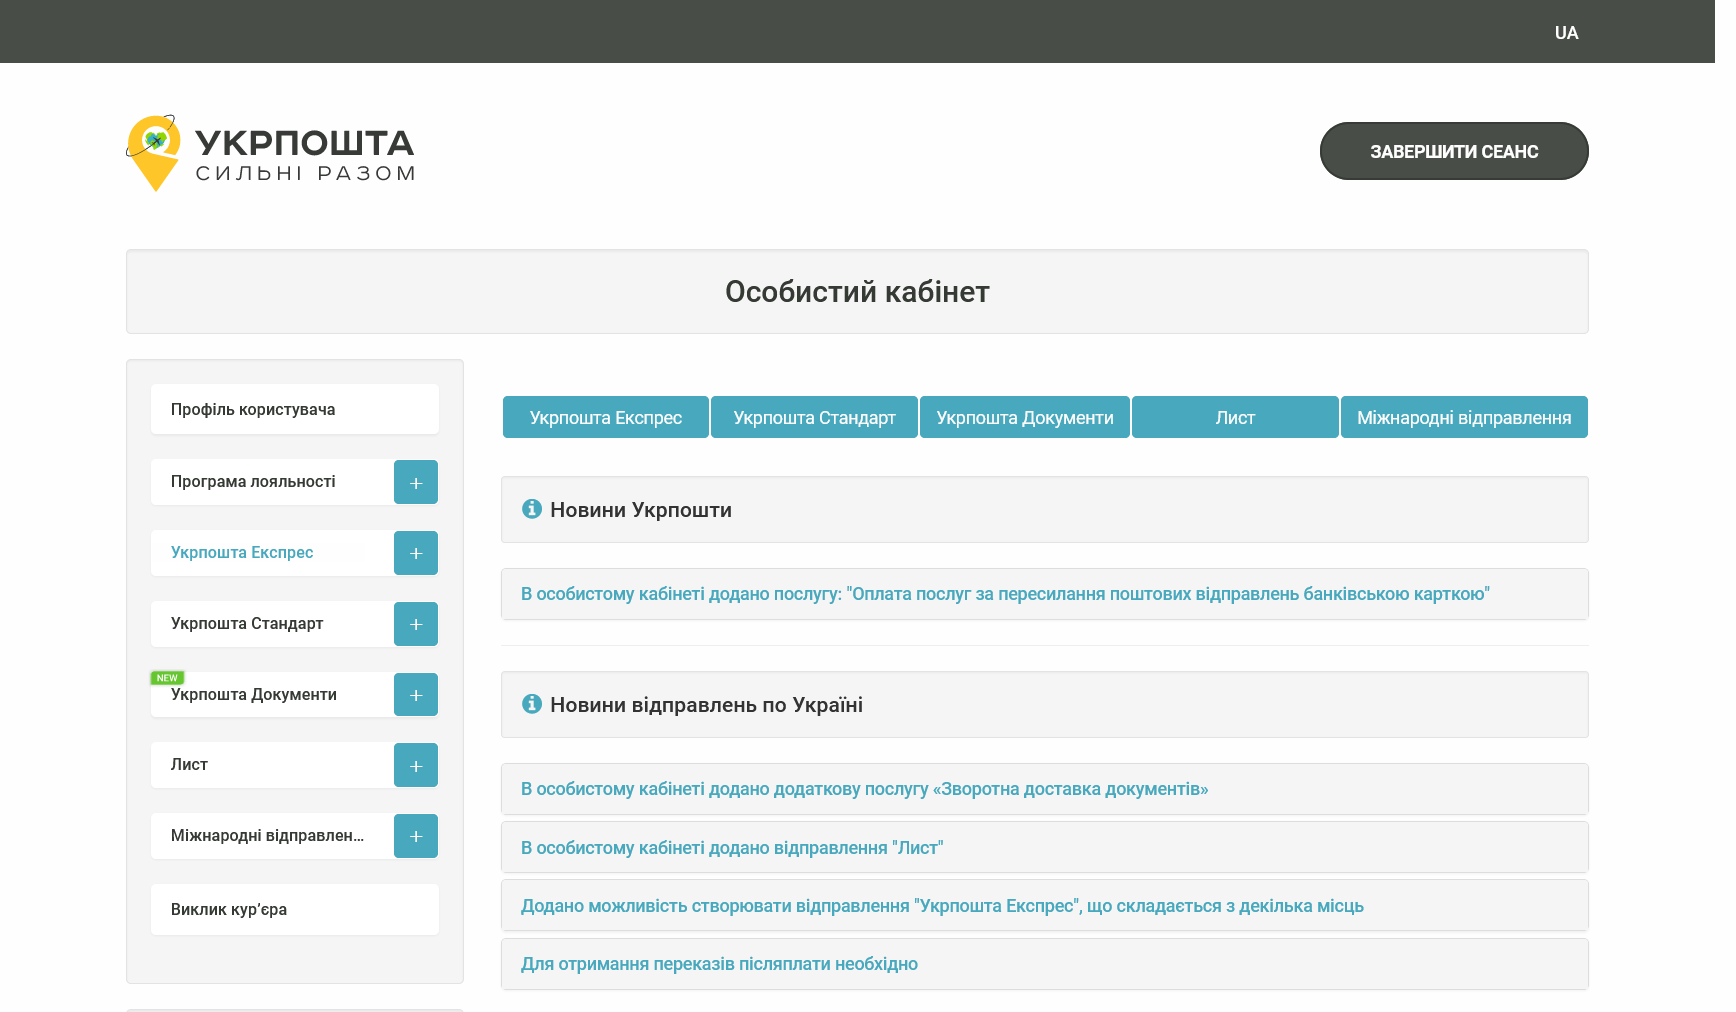 UA
УКРПОШТА
СИЛЬНІ РАЗОМ
ЗАВЕРШИТИ СЕАНС
Особистий кабінет
Профіль користувача
Програма лояльності
+
Укрпошта Експрес
+
Укрпошта Стандарт
+
NEW
Укрпошта Документи
+
Лист
+
Міжнародні відправлен...
+
Виклик кур’єра
Укрпошта Експрес
Укрпошта Стандарт
Укрпошта Документи
Лист
Міжнародні відправлення
Новини Укрпошти
В особистому кабінеті додано послугу: "Оплата послуг за пересилання поштових відправлень банківською карткою"
Новини відправлень по Україні
В особистому кабінеті додано додаткову послугу «Зворотна доставка документів»
В особистому кабінеті додано відправлення "Лист"
Додано можливість створювати відправлення "Укрпошта Експрес", що складається з декілька місць
Для отримання переказів післяплати необхідно